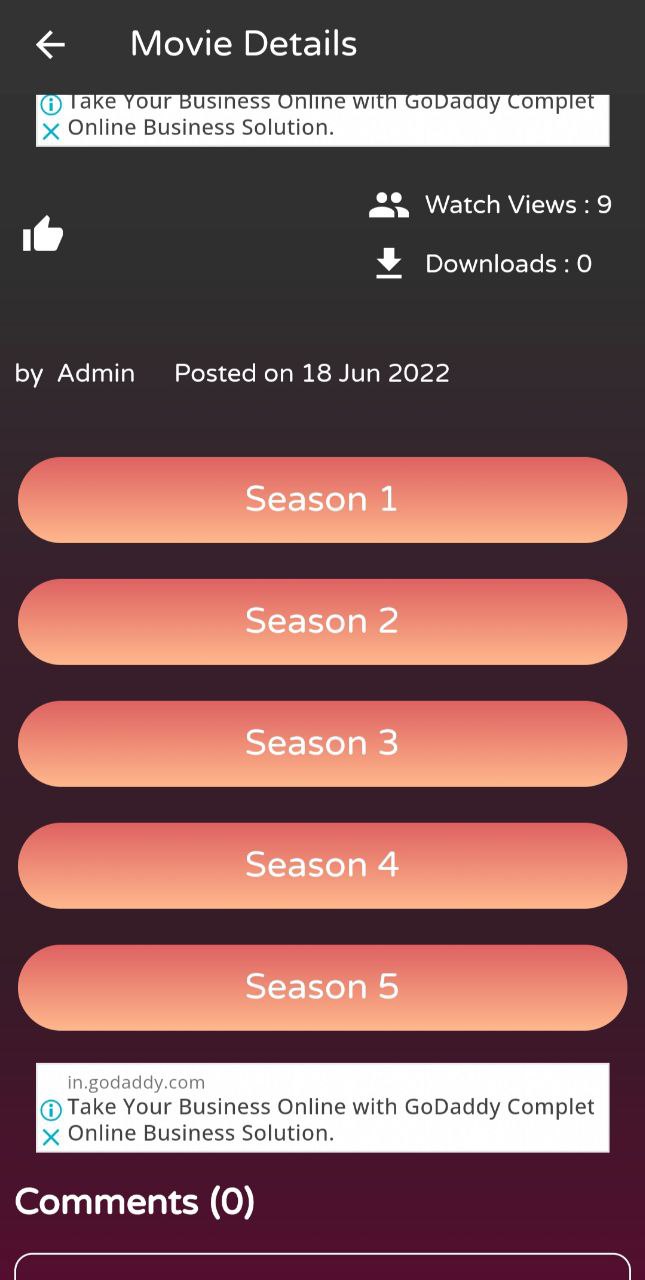 Movie Details
Take Your Business Online with GoDaddy Complet
Online Business Solution.
Watch Views : 9
Downloads : 0
by Admin Posted on 18 Jun 2022
Season 1
Season 2
Season 3
Season 4
Season 5
in.godaddy.com
Take Your Business Online with GoDaddy Complet
Online Business Solution.
Comments (0)